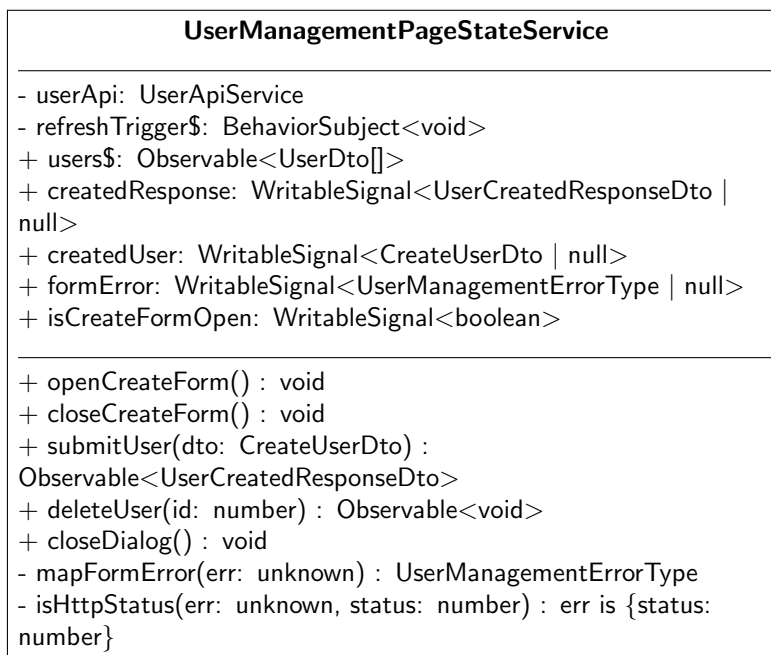 UserManagementPageStateService
- userApi: UserApiService
- refreshTrigger$: BehaviorSubject<void>
+ users$: Observable<UserDto[]>
+ createdResponse: WritableSignal<UserCreatedResponseDto |
null>
+ createdUser: WritableSignal<CreateUserDto | null>
+ formError: WritableSignal<UserManagementErrorType | null>
+ isCreateFormOpen: WritableSignal<boolean>
+ openCreateForm() : void
+ closeCreateForm() : void
+ submitUser(dto: CreateUserDto) :
Observable<UserCreatedResponseDto>
+ deleteUser(id: number) : Observable<void>
+ closeDialog() : void
- mapFormError(err: unknown) : UserManagementErrorType
- isHttpStatus(err: unknown, status: number) : err is {status:
number}